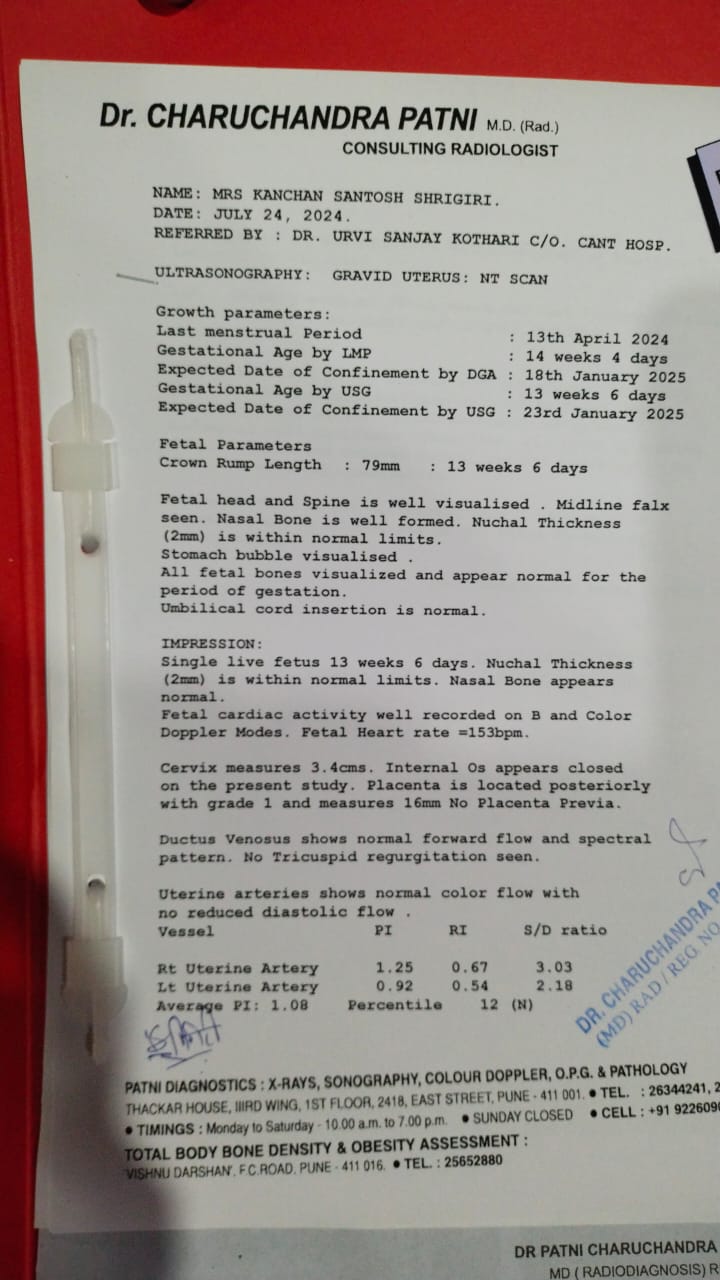 Dr. CHARUCHANDRA PATNI M.D. (Rad.)
CONSULTING RADIOLOGIST
NAME: MRS KANCHAN SANTOSH SHRIGIRI.
DATE: JULY 24, 2024.
REFERRED BY : DR. URVI SANJAY KOTHARI C/O. CANT HOSP.
ULTRASONOGRAPHY: GRAVID UTERUS: NT SCAN
Growth parameters:
Last menstrual Period : 13th April 2024
Gestational Age by LMP : 14 weeks 4 days
Expected Date of Confinement by DGA : 18th January 2025
Gestational Age by USG : 13 weeks 6 days
Expected Date of Confinement by USG : 23rd January 2025
Fetal Parameters
Crown Rump Length : 79mm : 13 weeks 6 days
Fetal head and Spine is well visualised . Midline falx
seen. Nasal Bone is well formed. Nuchal Thickness
(2mm) is within normal limits.
Stomach bubble visualised .
All fetal bones visualized and appear normal for the
period of gestation.
Umbilical cord insertion is normal.
IMPRESSION:
Single live fetus 13 weeks 6 days. Nuchal Thickness
(2mm) is within normal limits. Nasal Bone appears
normal.
Fetal cardiac activity well recorded on B and Color
Doppler Modes. Fetal Heart rate =153bpm.
Cervix measures 3.4cms. Internal Os appears closed
on the present study. Placenta is located posteriorly
with grade 1 and measures 16mm No Placenta Previa.
Ductus Venosus shows normal forward flow and spectral
pattern. No Tricuspid regurgitation seen.
Uterine arteries shows normal color flow with
no reduced diastolic flow .
Vessel PI RI S/D ratio
Rt Uterine Artery 1.25 0.67 3.03
Lt Uterine Artery 0.92 0.54 2.18
Average PI: 1.08 Percentile 12 (N)
DR. CHARUCHANDRA
(MD) RAD / REG NO
PATNI DIAGNOSTICS : X-RAYS, SONOGRAPHY, COLOUR DOPPLER, O.P.G. & PATHOLOGY
THACKAR HOUSE, IIIRD WING, 1ST FLOOR, 2418, EAST STREET, PUNE - 411 001. • TEL. : 26344241,
• TIMINGS : Monday to Saturday - 10.00 a.m. to 7.00 p.m. • SUNDAY CLOSED • CELL : +91
TOTAL BODY BONE DENSITY & OBESITY ASSESSMENT :
'VISHNU DARSHAN', F.C.ROAD, PUNE - 411 016. • TEL. : 25652880
DR PATNI CHARUCHANDRA
MD ( RADIODIAGNOSIS)